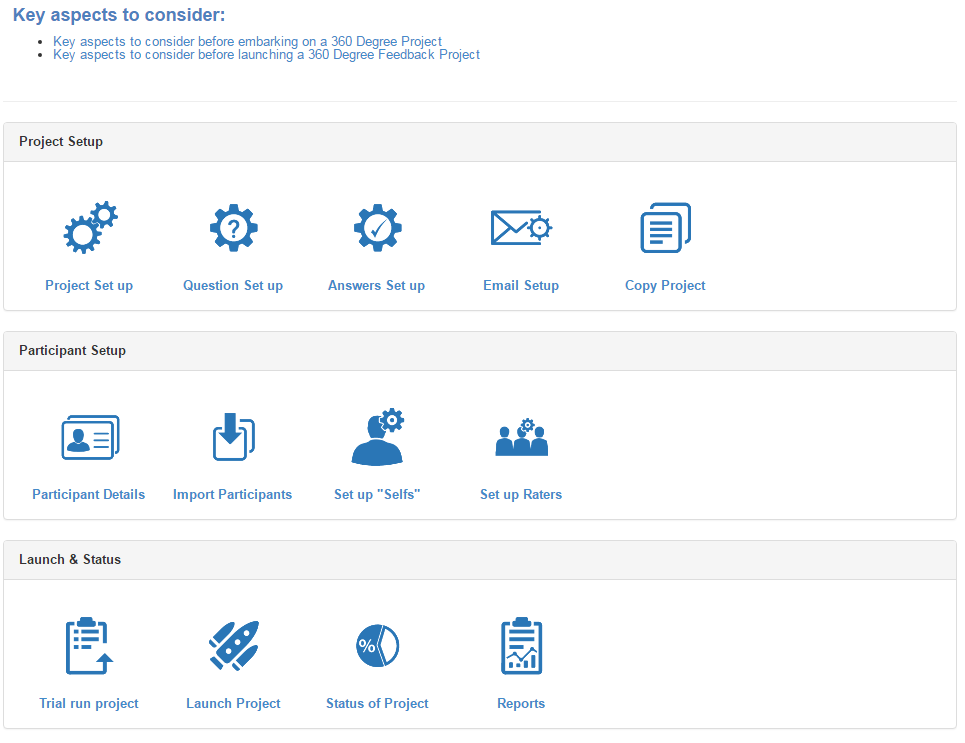 Key aspects to consider:
Key aspects to consider before embarking on a 360 Degree Project
Key aspects to consider before launching a 360 Degree Feedback Project
Project Setup
?
Project Set up Question Set up Answers Set up Email Setup Copy Project
Participant Setup
Participant Details Import Participants Set up "Selfs" Set up Raters
Launch & Status
%
Trial run project Launch Project Status of Project Reports